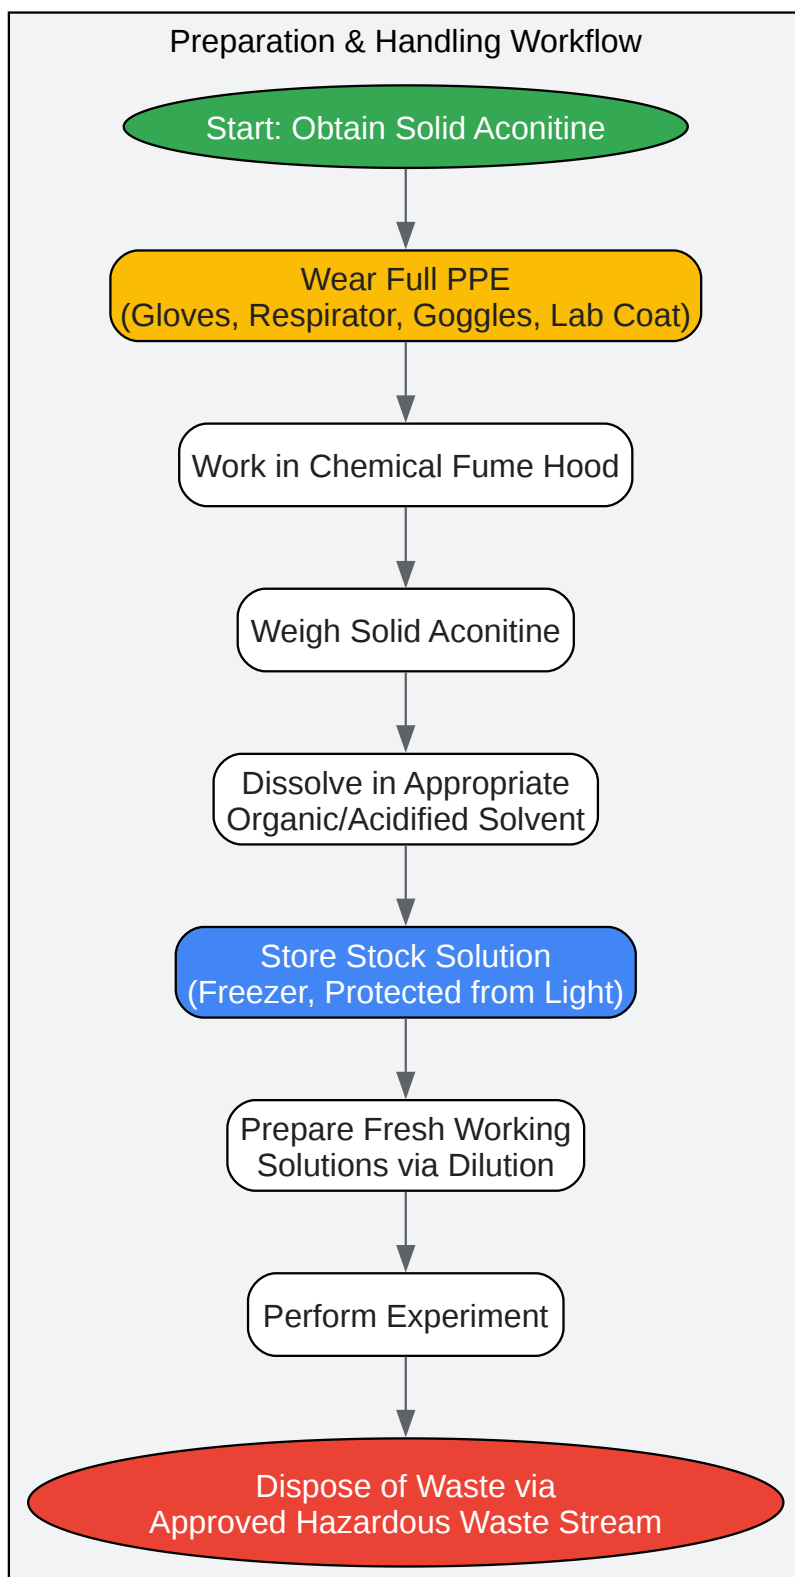 Preparation & Handling Workflow
Start: Obtain Solid Aconitine
Wear Full PPE
(Gloves, Respirator, Goggles, Lab Coat)
Work in Chemical Fume Hood
Weigh Solid Aconitine
Dissolve in Appropriate
Organic/Acidified Solvent
Store Stock Solution
(Freezer, Protected from Light)
Prepare Fresh Working
Solutions via Dilution
Perform Experiment
Dispose of Waste via
Approved Hazardous Waste Stream